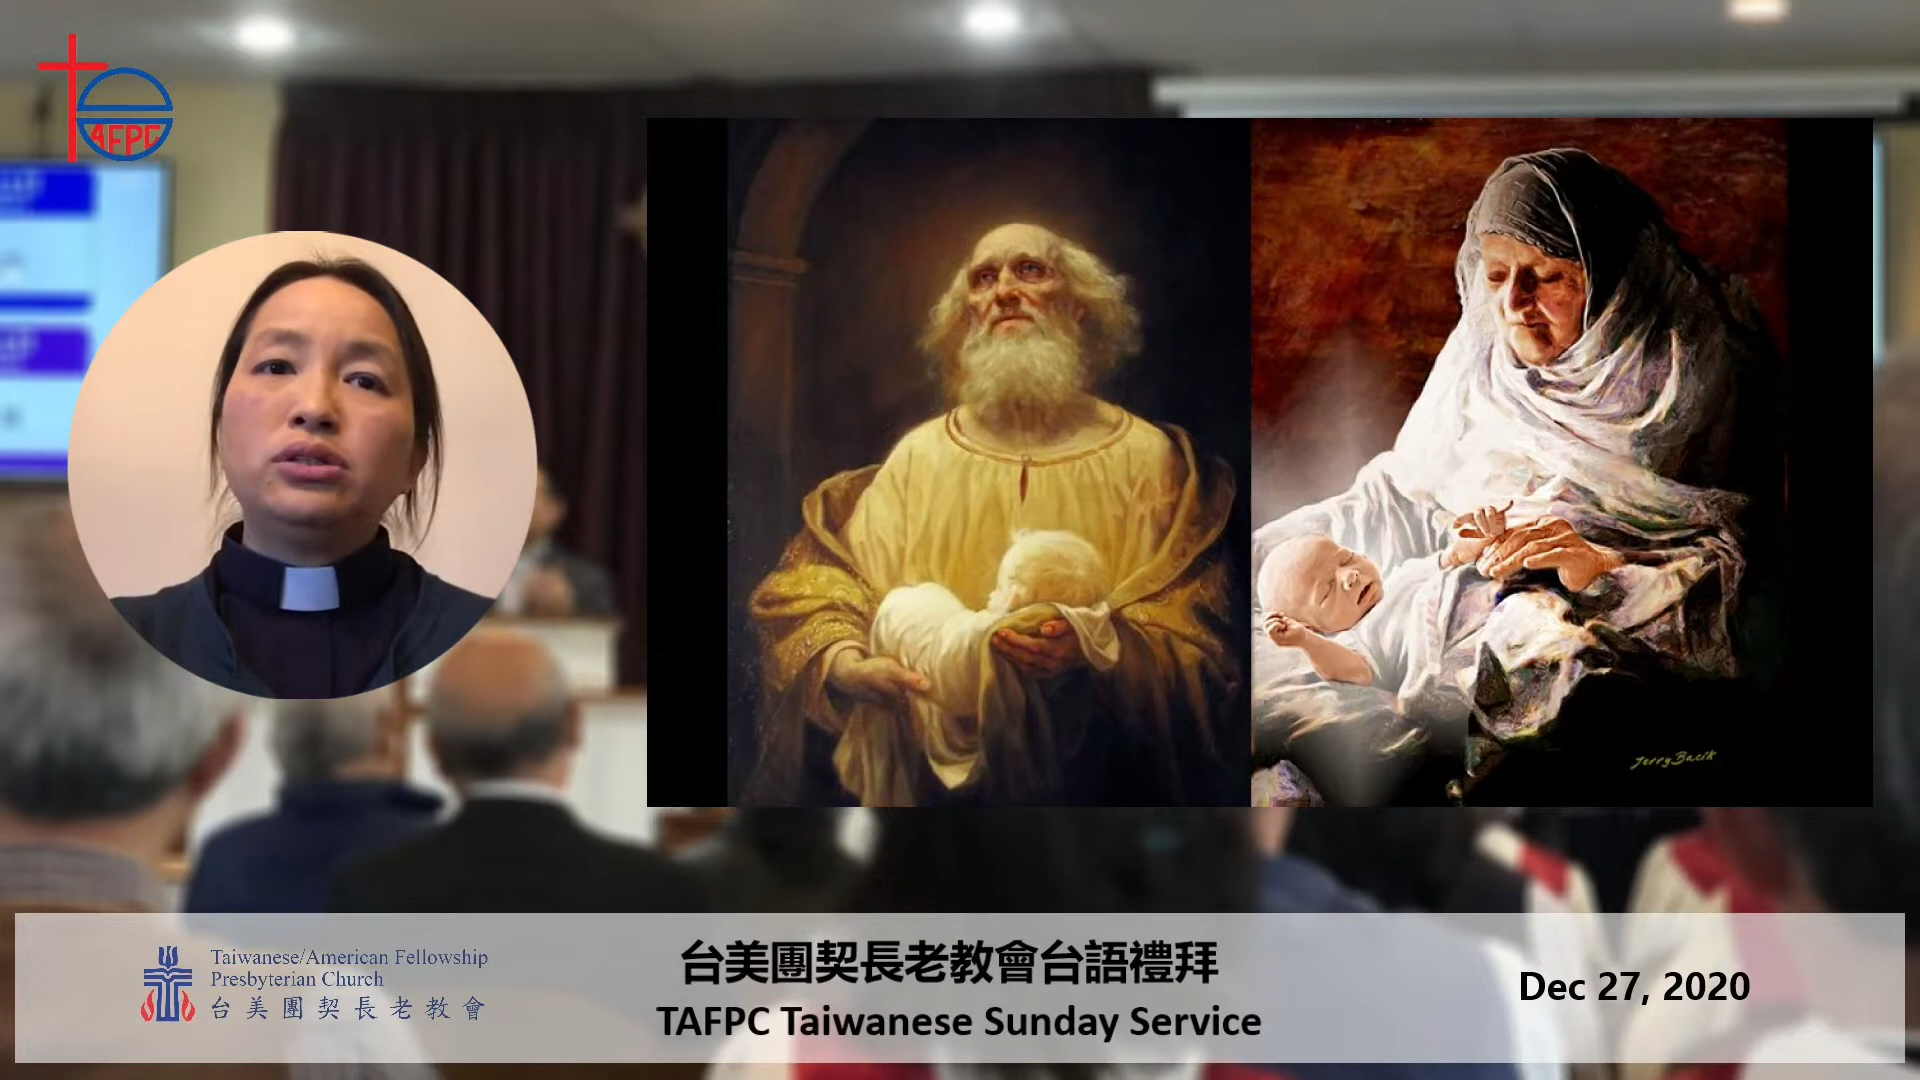 AFPC
Jerry Bacik
Taiwanese/American Fellowship
Presbyterian Church
台美團契長老教會
台美團契長老教會台語禮拜
TAFPC Taiwanese Sunday Service
Dec 27, 2020